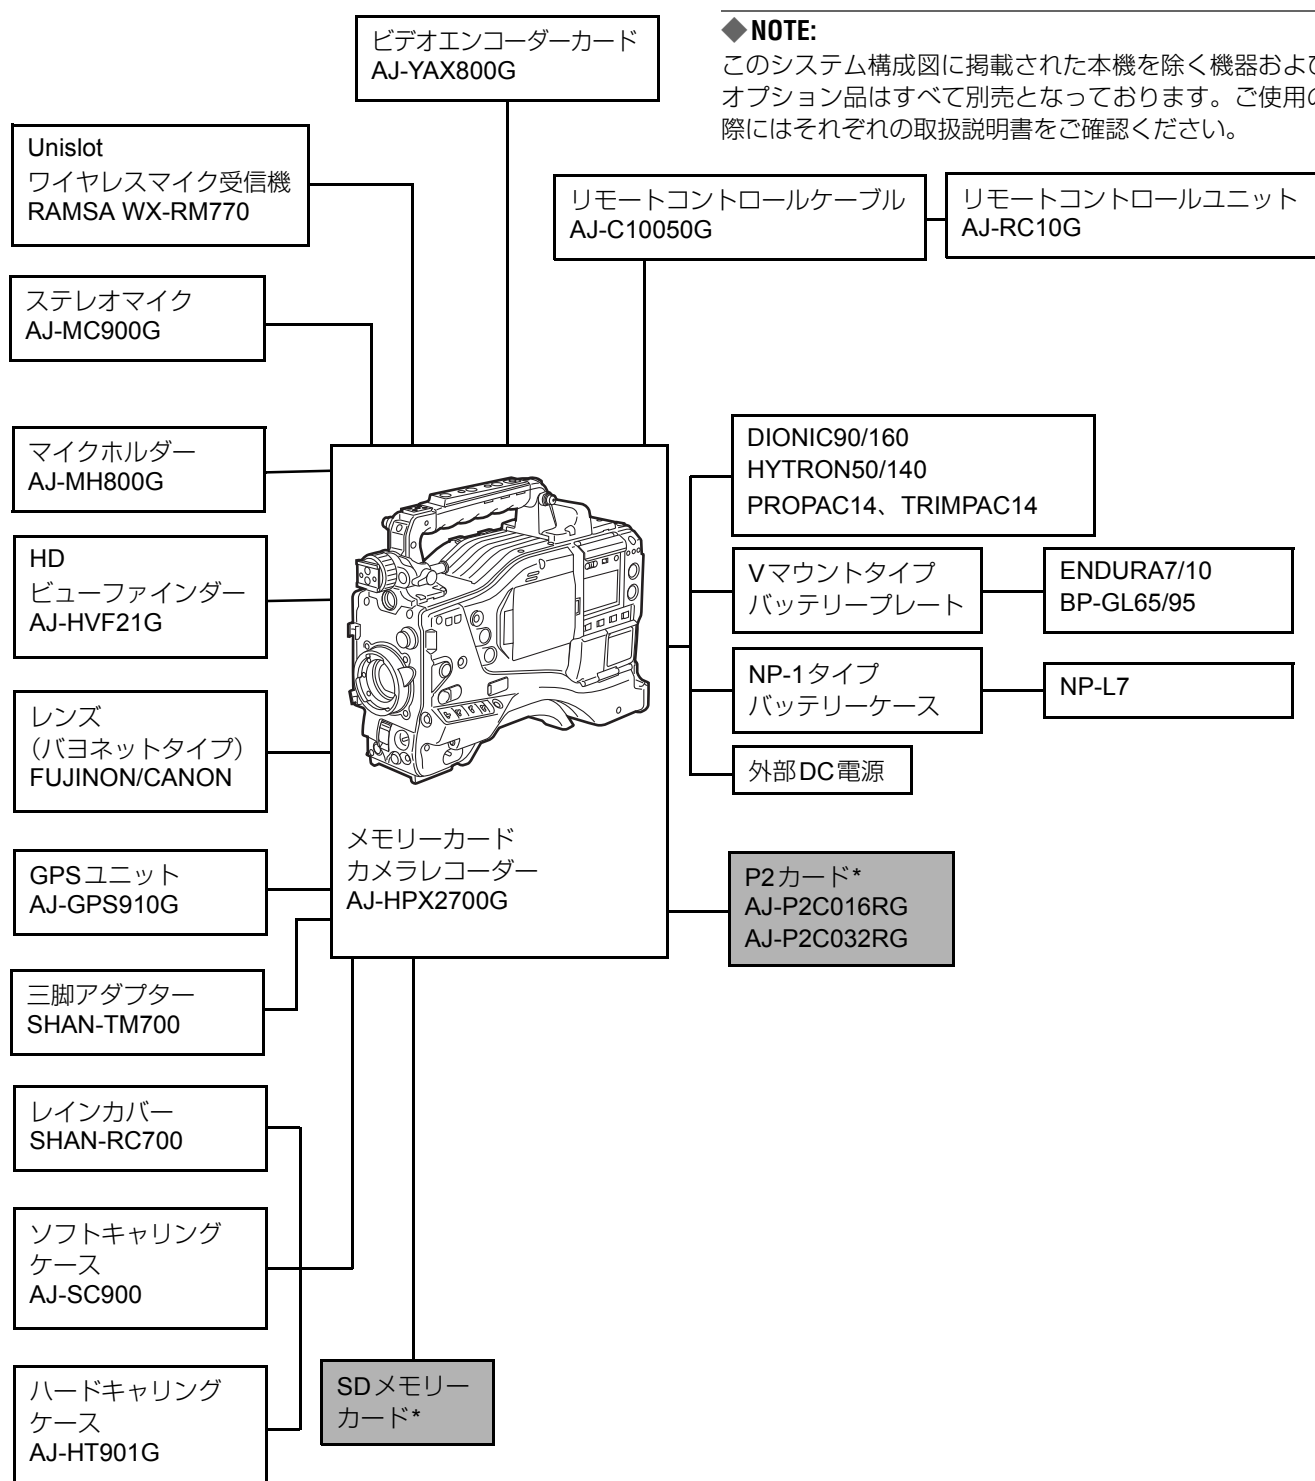 ビデオエンコーダーカード
AJ-YAX800G
◆NOTE:
このシステム構成図に掲載された本機を除く機器および
オプション品はすべて別売となっております。ご使用の
際にはそれぞれの取扱説明書をご確認ください。
Unislot
ワイヤレスマイク受信機
RAMSA WX-RM770
リモートコントロールケーブル
AJ-C10050G
リモートコントロールユニット
AJ-RC10G
ステレオマイク
AJ-MC900G
マイクホルダー
AJ-MH800G
HD
ビューファインダー
AJ-HVF21G
レンズ
（バヨネットタイプ）
FUJINON/CANON
GPSユニット
AJ-GPS910G
三脚アダプター
SHAN-TM700
レインカバー
SHAN-RC700
ソフトキャリング
ケース
AJ-SC900
ハードキャリング
ケース
AJ-HT901G
メモリーカード
カメラレコーダー
AJ-HPX2700G
DIONIC90/160
HYTRON50/140
PROPAC14、TRIMPAC14
Vマウントタイプ
バッテリープレート
ENDURA7/10
BP-GL65/95
NP-1タイプ
バッテリーケース
NP-L7
外部DC電源
P2カード*
AJ-P2C016RG
AJ-P2C032RG
SDメモリー
カード*